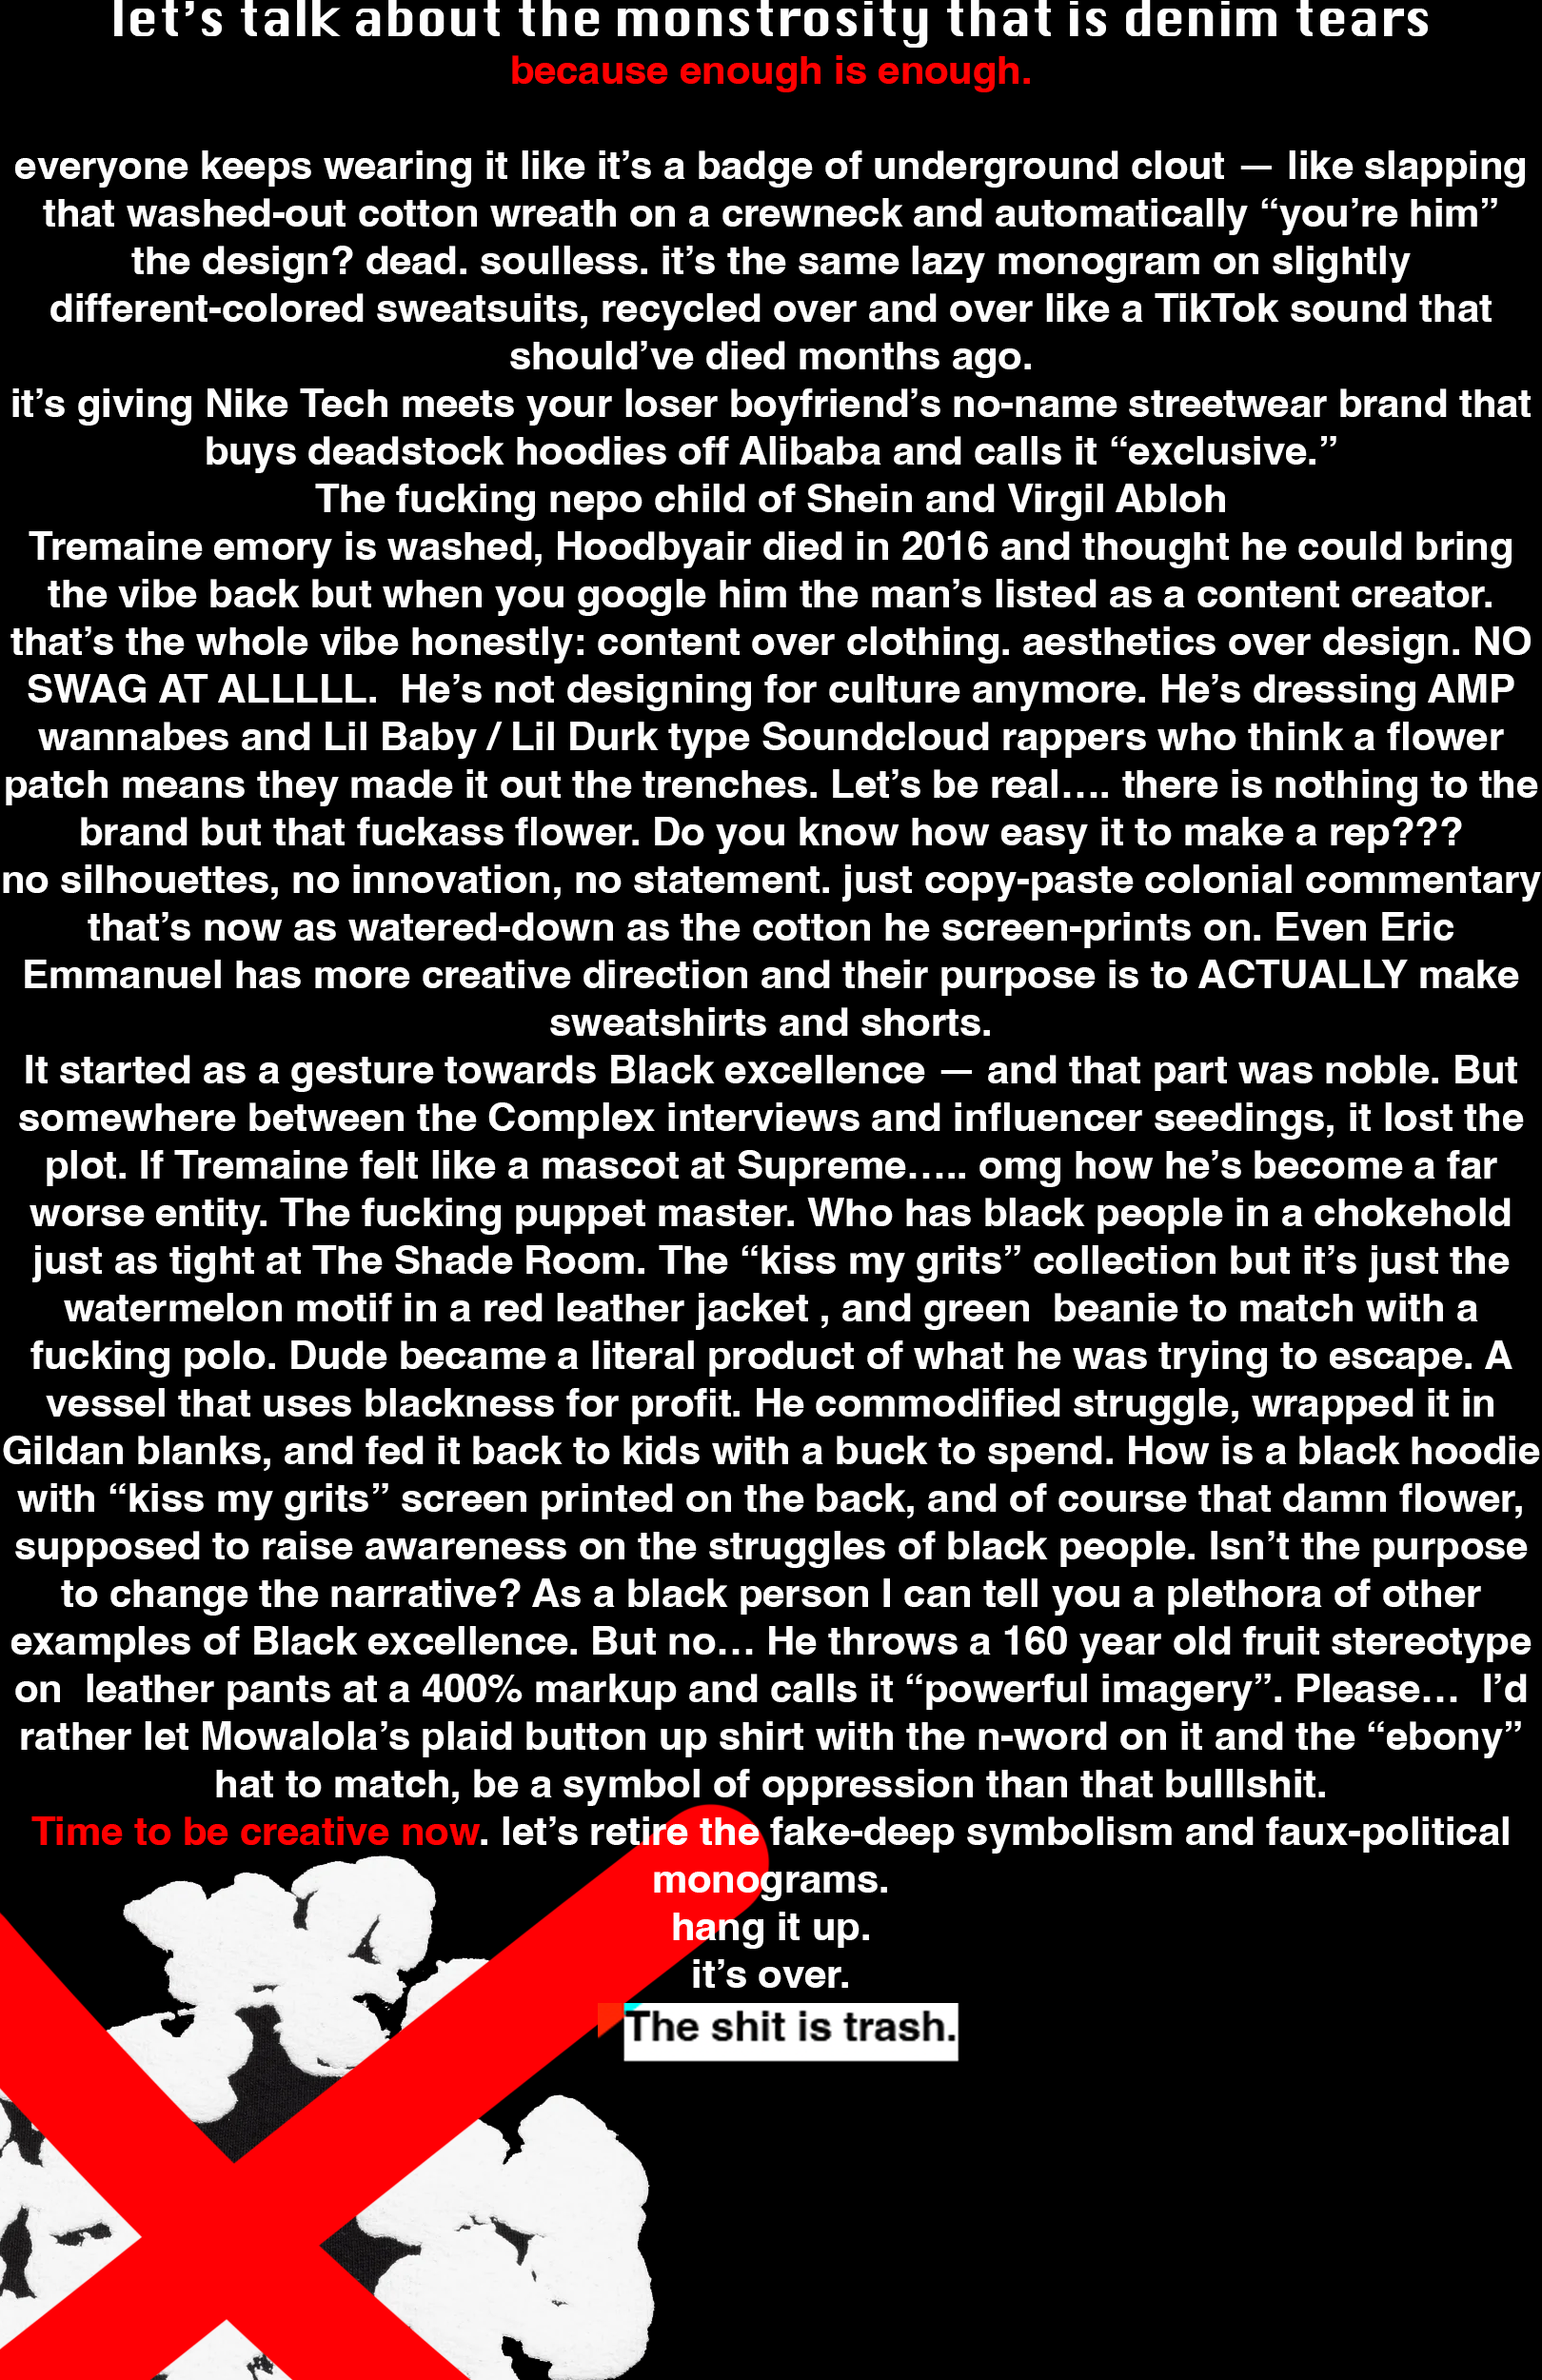 let’s talk about the monstrosity that is denim tears
because enough is enough.
everyone keeps wearing it like it’s a badge of underground clout — like slapping
that washed-out cotton wreath on a crewneck and automatically “you’re him”
the design? dead. soulless. it’s the same lazy monogram on slightly
different-colored sweatsuits, recycled over and over like a TikTok sound that
should’ve died months ago.
it’s giving Nike Tech meets your loser boyfriend’s no-name streetwear brand that
buys deadstock hoodies off Alibaba and calls it “exclusive.”
The fucking nepo child of Shein and Virgil Abloh
Tremaine emory is washed, Hoodbyair died in 2016 and thought he could bring
the vibe back but when you google him the man’s listed as a content creator.
that’s the whole vibe honestly: content over clothing. aesthetics over design. NO
SWAG AT ALLLLL.  He’s not designing for culture anymore. He’s dressing AMP
wannabes and Lil Baby / Lil Durk type Soundcloud rappers who think a flower
patch means they made it out the trenches. Let’s be real…. there is nothing to the
brand but that fuckass flower. Do you know how easy it to make a rep???
no silhouettes, no innovation, no statement. just copy-paste colonial commentary
that’s now as watered-down as the cotton he screen-prints on. Even Eric
Emmanuel has more creative direction and their purpose is to ACTUALLY make
sweatshirts and shorts.
It started as a gesture towards Black excellence — and that part was noble. But
somewhere between the Complex interviews and influencer seedings, it lost the
plot. If Tremaine felt like a mascot at Supreme….. omg how he’s become a far
worse entity. The fucking puppet master. Who has black people in a chokehold
just as tight at The Shade Room. The “kiss my grits” collection but it’s just the
watermelon motif in a red leather jacket , and green  beanie to match with a
fucking polo. Dude became a literal product of what he was trying to escape. A
vessel that uses blackness for profit. He commodified struggle, wrapped it in
Gildan blanks, and fed it back to kids with a buck to spend. How is a black hoodie
with “kiss my grits” screen printed on the back, and of course that damn flower,
supposed to raise awareness on the struggles of black people. Isn’t the purpose
to change the narrative? As a black person I can tell you a plethora of other
examples of Black excellence. But no… He throws a 160 year old fruit stereotype
on  leather pants at a 400% markup and calls it “powerful imagery”. Please…  I’d
rather let Mowalola’s plaid button up shirt with the n-word on it and the “ebony”
hat to match, be a symbol of oppression than that bulllshit.
Time to be creative now. let’s retire the fake-deep symbolism and faux-political
monograms.
hang it up.
it’s over.
The shit is trash.